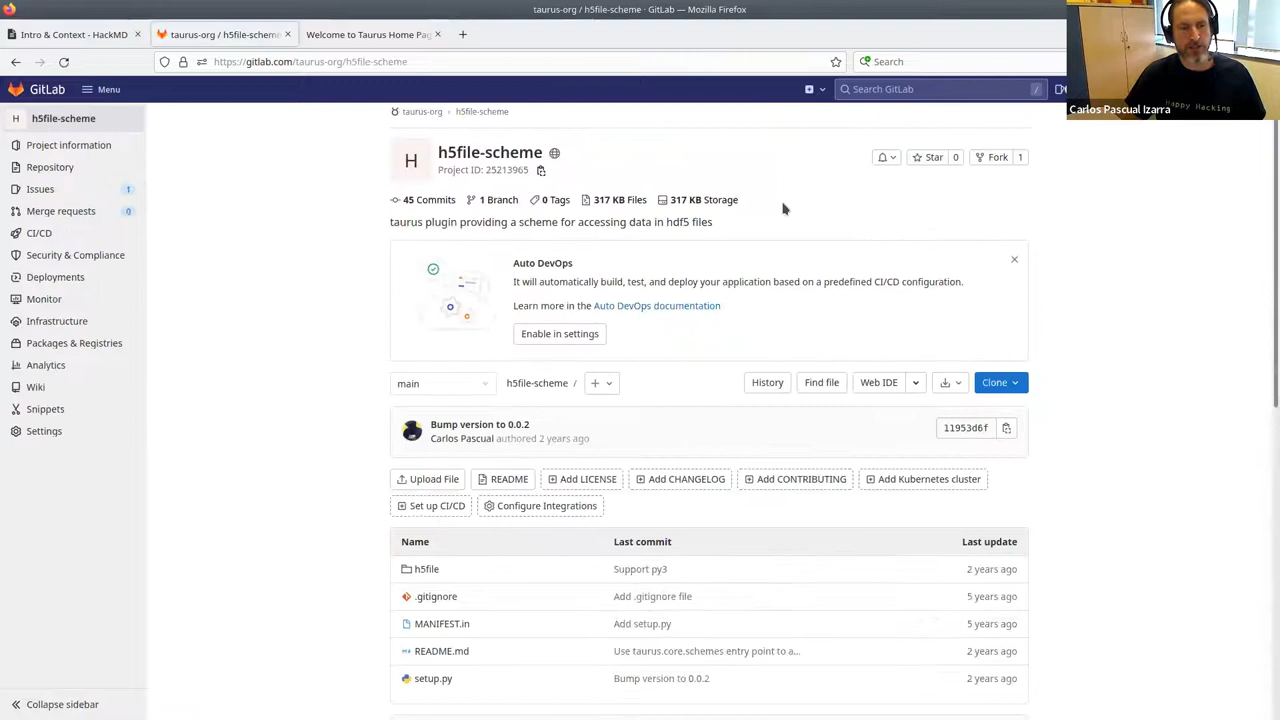 taurus-org / h5file-scheme · GitLab — Mozilla Firefox
Intro & Context - HackMD
taurus-org / h5file-scheme
Welcome to Taurus Home Pag
https://gitlab.com/taurus-org/h5file-scheme
Search
GitLab
Menu
Search GitLab
/
H
h5file-scheme
Project information
Repository
Issues
1
Merge requests
0
CI/CD
Security & Compliance
Deployments
Monitor
Infrastructure
Packages & Registries
Analytics
Wiki
Snippets
Settings
Collapse sidebar
taurus-org › h5file-scheme
H
h5file-scheme
Project ID: 25213965
Star 0
Fork 1
45 Commits
1 Branch
0 Tags
317 KB Files
317 KB Storage
taurus plugin providing a scheme for accessing data in hdf5 files
Auto DevOps
It will automatically build, test, and deploy your application based on a predefined CI/CD configuration.
Learn more in the Auto DevOps documentation
Enable in settings
main
h5file-scheme /
History
Find file
Web IDE
Clone
Bump version to 0.0.2
Carlos Pascual authored 2 years ago
11953d6f
Upload File
README
Add LICENSE
Add CHANGELOG
Add CONTRIBUTING
Add Kubernetes cluster
Set up CI/CD
Configure Integrations
Name Last commit Last update
h5file Support py3 2 years ago
.gitignore Add .gitignore file 5 years ago
MANIFEST.in Add setup.py 5 years ago
README.md Use taurus.core.schemes entry point to a... 2 years ago
setup.py Bump version to 0.0.2 2 years ago
Happy Hacking
Carlos Pascual Izarra